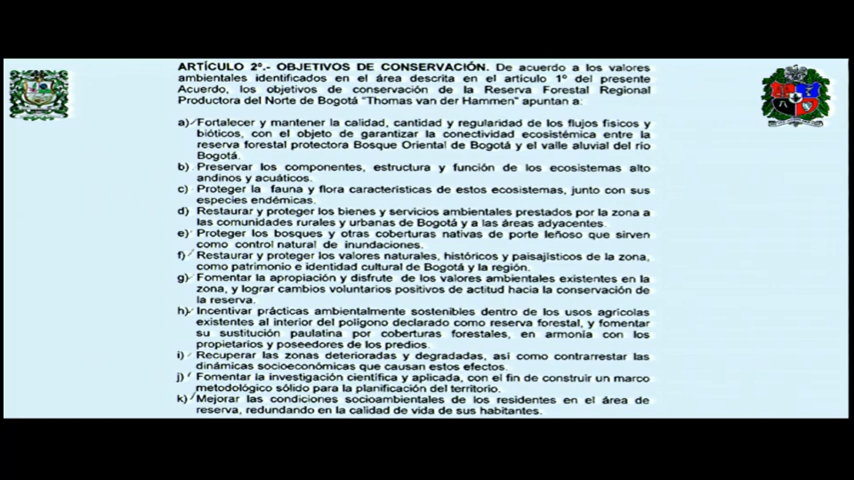 ARTÍCULO 2º.- OBJETIVOS DE CONSERVACIÓN. De acuerdo a los valores
ambientales identificados en el área descrita en el artículo 1º del presente
Acuerdo, los objetivos de conservación de la Reserva Forestal Regional
Productora del Norte de Bogotá "Thomas van der Hammen" apuntan a:
a) Fortalecer y mantener la calidad, cantidad y regularidad de los flujos físicos y
bióticos, con el objeto de garantizar la conectividad ecosistémica entre la
reserva forestal protectora Bosque Oriental de Bogotá y el valle aluvial del río
Bogotá.
b) Preservar los componentes, estructura y función de los ecosistemas alto
andinos y acuáticos.
c) Proteger la fauna y flora características de estos ecosistemas, junto con sus
especies endémicas.
d) Restaurar y proteger los bienes y servicios ambientales prestados por la zona a
las comunidades rurales y urbanas de Bogotá y a las áreas adyacentes.
e) Proteger los bosques y otras coberturas nativas de porte leñoso que sirven
como control natural de inundaciones.
f) Restaurar y proteger los valores naturales, históricos y paisajísticos de la zona,
como patrimonio e identidad cultural de Bogotá y la región.
g) Fomentar la apropiación y disfrute de los valores ambientales existentes en la
zona, y lograr cambios voluntarios positivos de actitud hacia la conservación de
la reserva.
h) Incentivar prácticas ambientalmente sostenibles dentro de los usos agrícolas
existentes al interior del polígono declarado como reserva forestal, y fomentar
su sustitución paulatina por coberturas forestales, en armonía con los
propietarios y poseedores de los predios.
i) Recuperar las zonas deterioradas y degradadas, así como contrarrestar las
dinámicas socioeconómicas que causan estos efectos.
j) Fomentar la investigación científica y aplicada, con el fin de construir un marco
metodológico sólido para la planificación del territorio.
k) Mejorar las condiciones socioambientales de los residentes en el área de
reserva, redundando en la calidad de vida de sus habitantes.